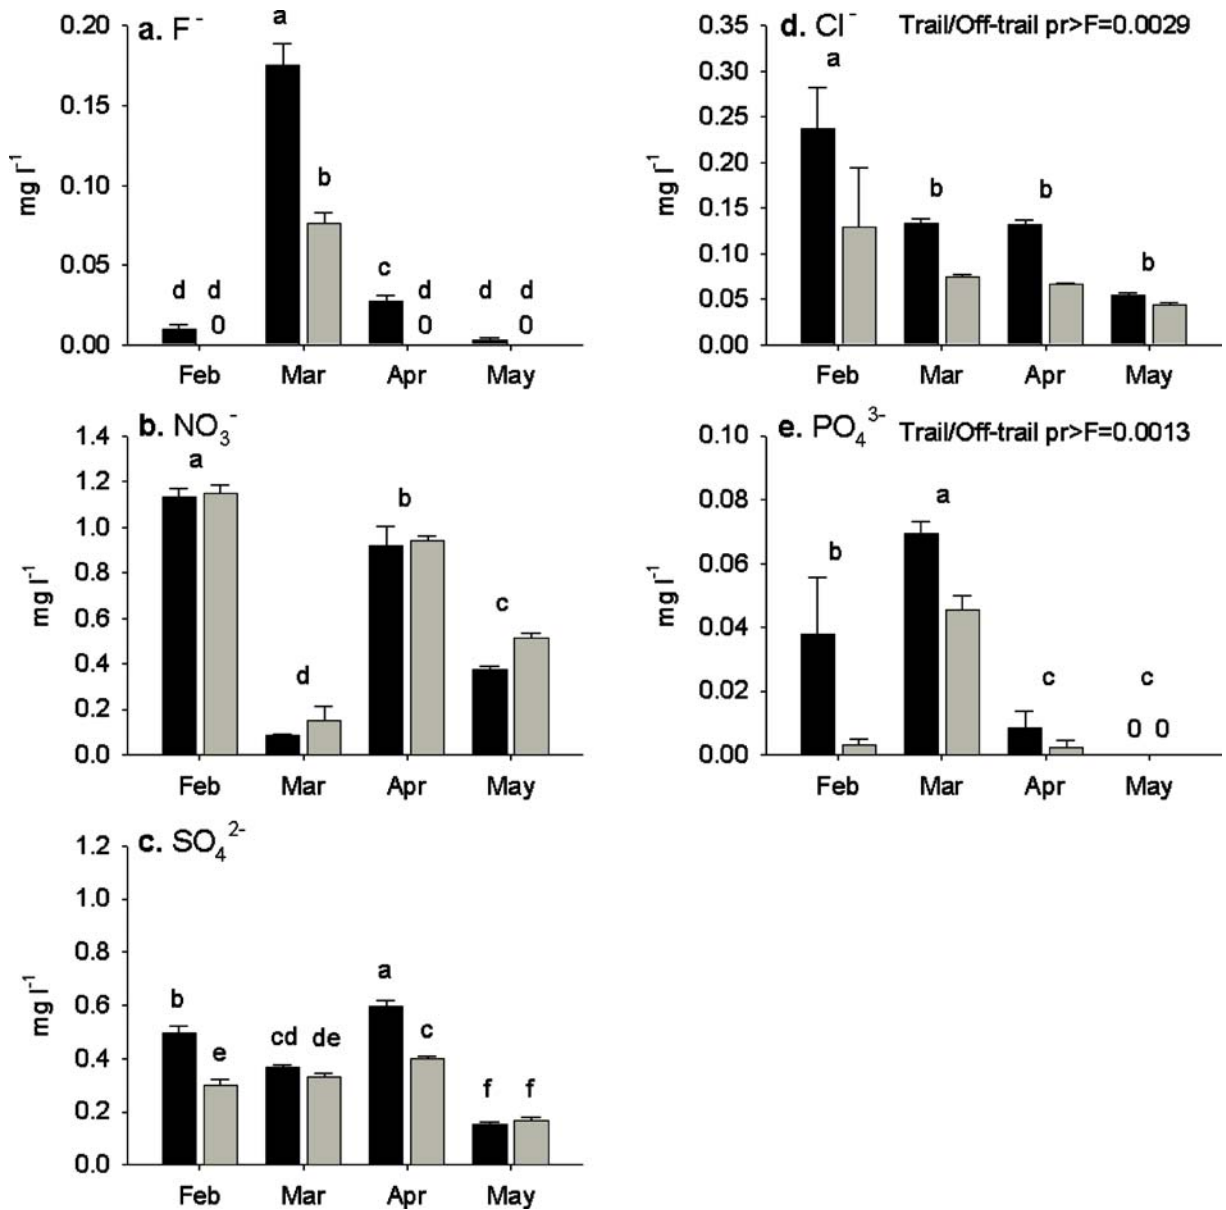 a. F⁻
0.20
0.15
0.10
0.05
0.00
mg l⁻¹
a
b
c
d d
d
d d
0
0
0
Feb Mar Apr May
b. NO₃⁻
1.4
1.2
1.0
0.8
0.6
0.4
0.2
0.0
mg l⁻¹
a
b
c
d
Feb Mar Apr May
c. SO₄²⁻
1.2
1.0
0.8
0.6
0.4
0.2
0.0
mg l⁻¹
b
e
cd de
a
c
f f
Feb Mar Apr May
d. Cl⁻ Trail/Off-trail pr>F=0.0029
0.35
0.30
0.25
0.20
0.15
0.10
0.05
0.00
mg l⁻¹
a
b
b
b
Feb Mar Apr May
e. PO₄³⁻ Trail/Off-trail pr>F=0.0013
0.10
0.08
0.06
0.04
0.02
0.00
mg l⁻¹
b
a
c
c
0 0
Feb Mar Apr May